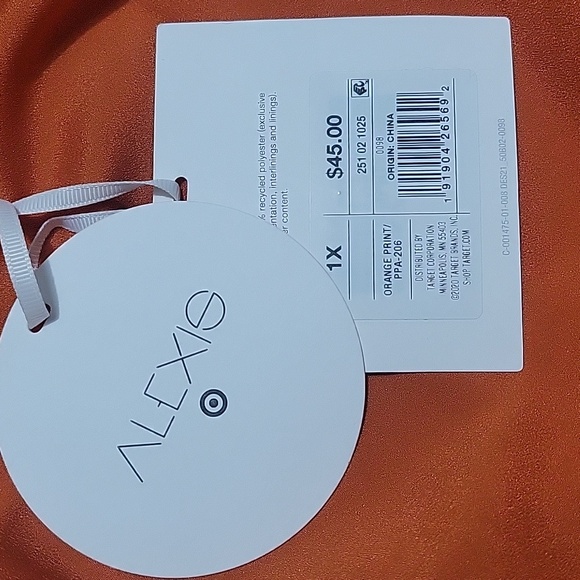 ALEXIS
% recycled polyester (exclusive
entation, interlinings and linings).
er content.
1X
$45.00
251 02 1025
ORANGE PRINT/
PPA-206
0098
ORIGIN: CHINA
DISTRIBUTED BY
TARGET CORPORATION
MINNEAPOLIS, MN 55403
©2020 TARGET BRANDS, INC.
SHOP TARGET.COM
1 91904 26569 2